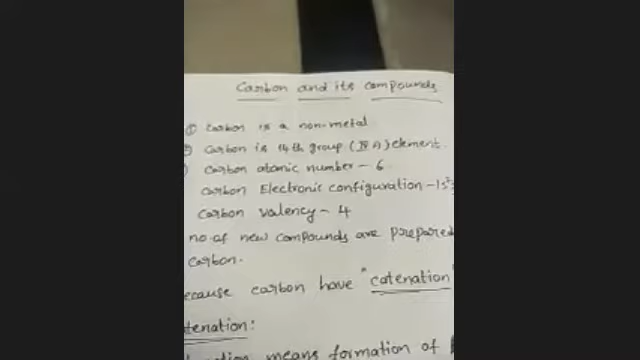 Carbon and its compounds
① Carbon is a non-metal
② Carbon is 14th group (IV A) element.
Carbon atomic number - 6
Carbon Electronic configuration - 1s²
Carbon valency - 4
no of new compounds are prepared
carbon.
ecause carbon have "catenation"
tenation:
means formation of